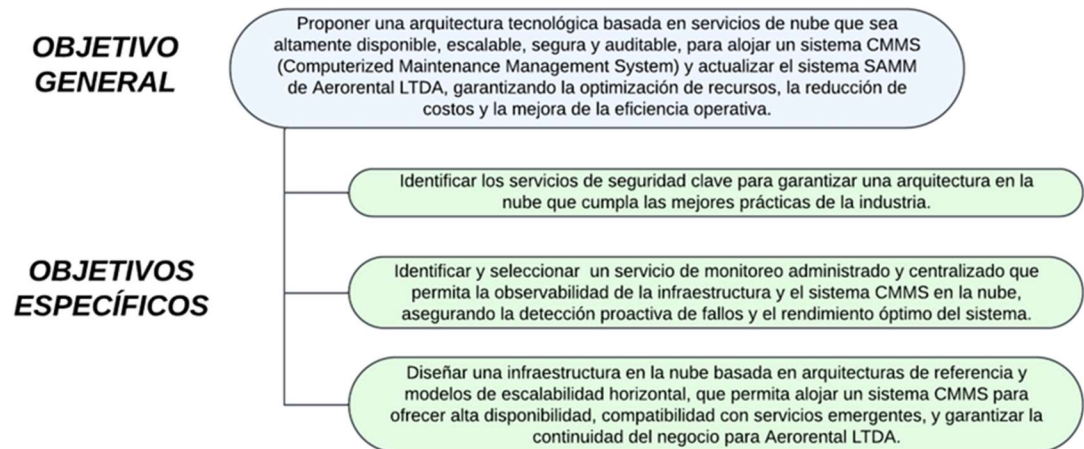 OBJETIVO
GENERAL
Proponer una arquitectura tecnológica basada en servicios de nube que sea
altamente disponible, escalable, segura y auditable, para alojar un sistema CMMS
(Computerized Maintenance Management System) y actualizar el sistema SAMM
de Aerorental LTDA, garantizando la optimización de recursos, la reducción de
costos y la mejora de la eficiencia operativa.
OBJETIVOS
ESPECÍFICOS
Identificar los servicios de seguridad clave para garantizar una arquitectura en la
nube que cumpla las mejores prácticas de la industria.
Identificar y seleccionar un servicio de monitoreo administrado y centralizado que
permita la observabilidad de la infraestructura y el sistema CMMS en la nube,
asegurando la detección proactiva de fallos y el rendimiento óptimo del sistema.
Diseñar una infraestructura en la nube basada en arquitecturas de referencia y
modelos de escalabilidad horizontal, que permita alojar un sistema CMMS para
ofrecer alta disponibilidad, compatibilidad con servicios emergentes, y garantizar la
continuidad del negocio para Aerorental LTDA.